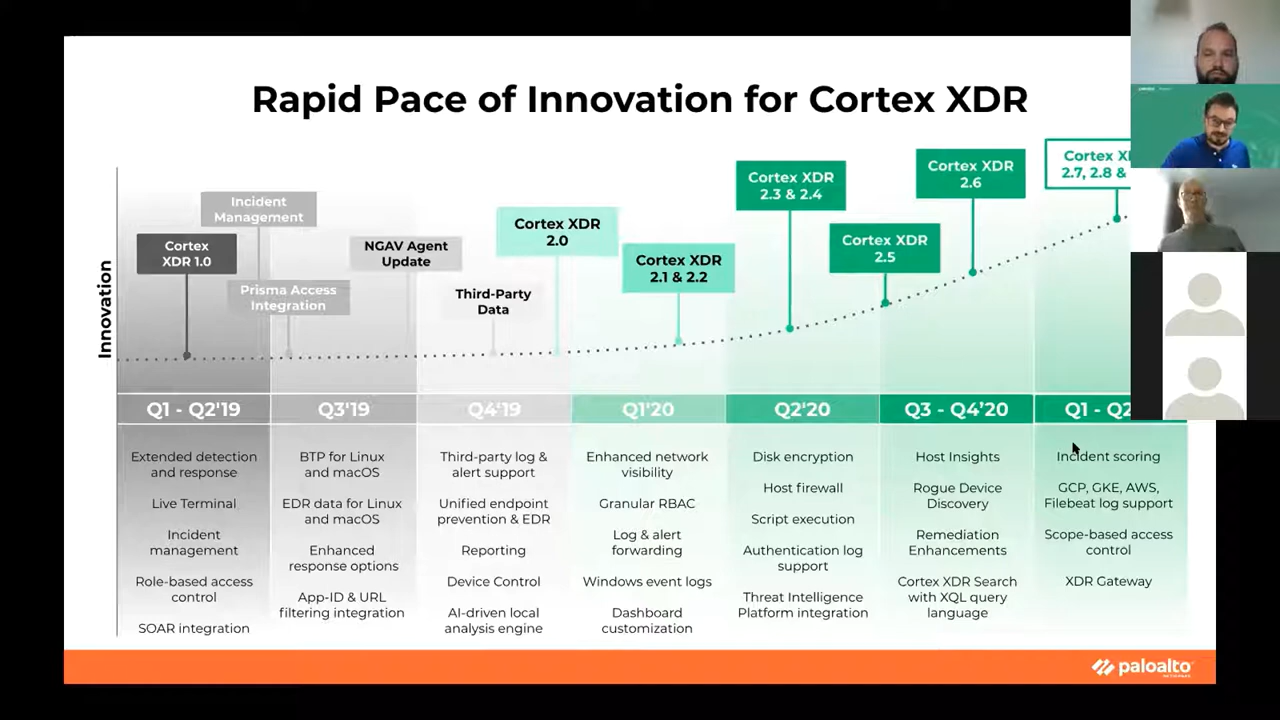 Rapid Pace of Innovation for Cortex XDR
Innovation
Cortex
XDR 1.0
Incident
Management
Prisma Access
Integration
NGAV Agent
Update
Third-Party
Data
Cortex XDR
2.0
Cortex XDR
2.1 & 2.2
Cortex XDR
2.3 & 2.4
Cortex XDR
2.5
Cortex XDR
2.6
Cortex
2.7, 2.8 &
Q1 - Q2'19
Extended detection
and response
Live Terminal
Incident
management
Role-based access
control
SOAR integration
Q3'19
BTP for Linux
and macOS
EDR data for Linux
and macOS
Enhanced
response options
App-ID & URL
filtering integration
Q4'19
Third-party log &
alert support
Unified endpoint
prevention & EDR
Reporting
Device Control
AI-driven local
analysis engine
Q1'20
Enhanced network
visibility
Granular RBAC
Log & alert
forwarding
Windows event logs
Dashboard
customization
Q2'20
Disk encryption
Host firewall
Script execution
Authentication log
support
Threat Intelligence
Platform integration
Q3 - Q4'20
Host Insights
Rogue Device
Discovery
Remediation
Enhancements
Cortex XDR Search
with XQL query
language
Q1 -
Incident scoring
GCP, GKE, AWS,
Filebeat log support
Scope-based access
control
XDR Gateway
paloalto